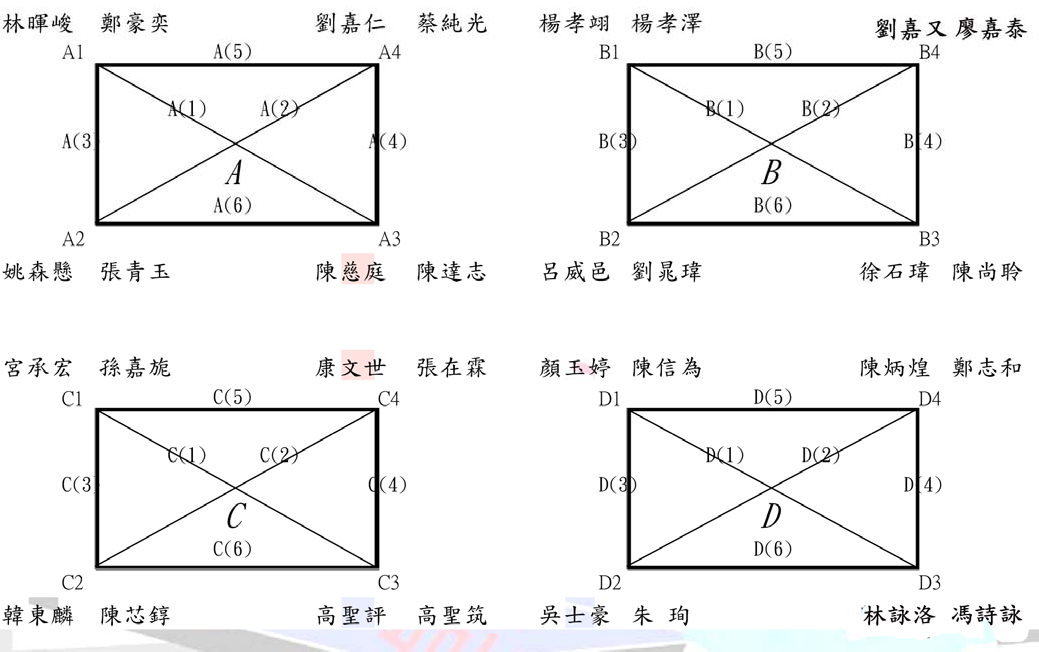 林暉峻 鄭豪奕 劉嘉仁 蔡純光 楊孝翊 楊孝澤 劉嘉又 廖嘉泰
A1 A(5) A4 B1 B(5) B4
A(1) A(2) B(1) B(2)
A(3) A(4) B(3) B(4)
A B
A(6) B(6)
A2 A3 B2 B3
姚森懸 張青玉 陳慈庭 陳達志 呂威邑 劉晁瑋 徐石瑋 陳尚聆
宮承宏 孫嘉旎 康文世 張在霖 顏玉婷 陳信為 陳炳煌 鄭志和
C1 C(5) C4 D1 D(5) D4
C(1) C(2) D(1) D(2)
C(3) C(4) D(3) D(4)
C D
C(6) D(6)
C2 C3 D2 D3
韓東麟 陳芯錞 高聖評 高聖筑 吳士豪 朱 珣 林詠洛 馮詩詠